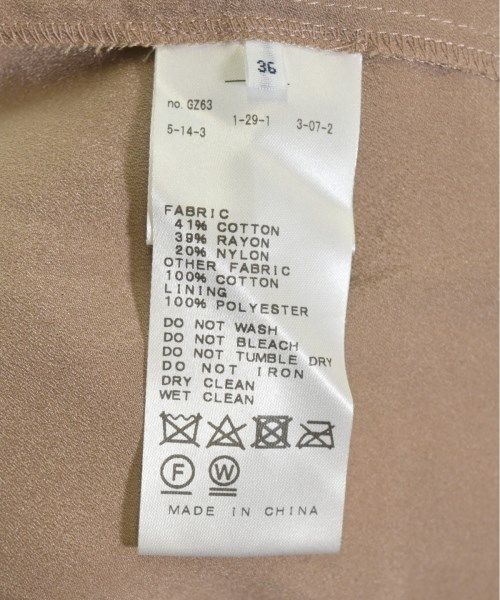 36
no. GZ63
5-14-3 1-29-1 3-07-2
FABRIC
41% COTTON
39% RAYON
20% NYLON
OTHER FABRIC
100% COTTON
LINING
100% POLYESTER
DO NOT WASH
DO NOT BLEACH
DO NOT TUMBLE DRY
DO NOT IRON
DRY CLEAN
WET CLEAN
F W
MADE IN CHINA